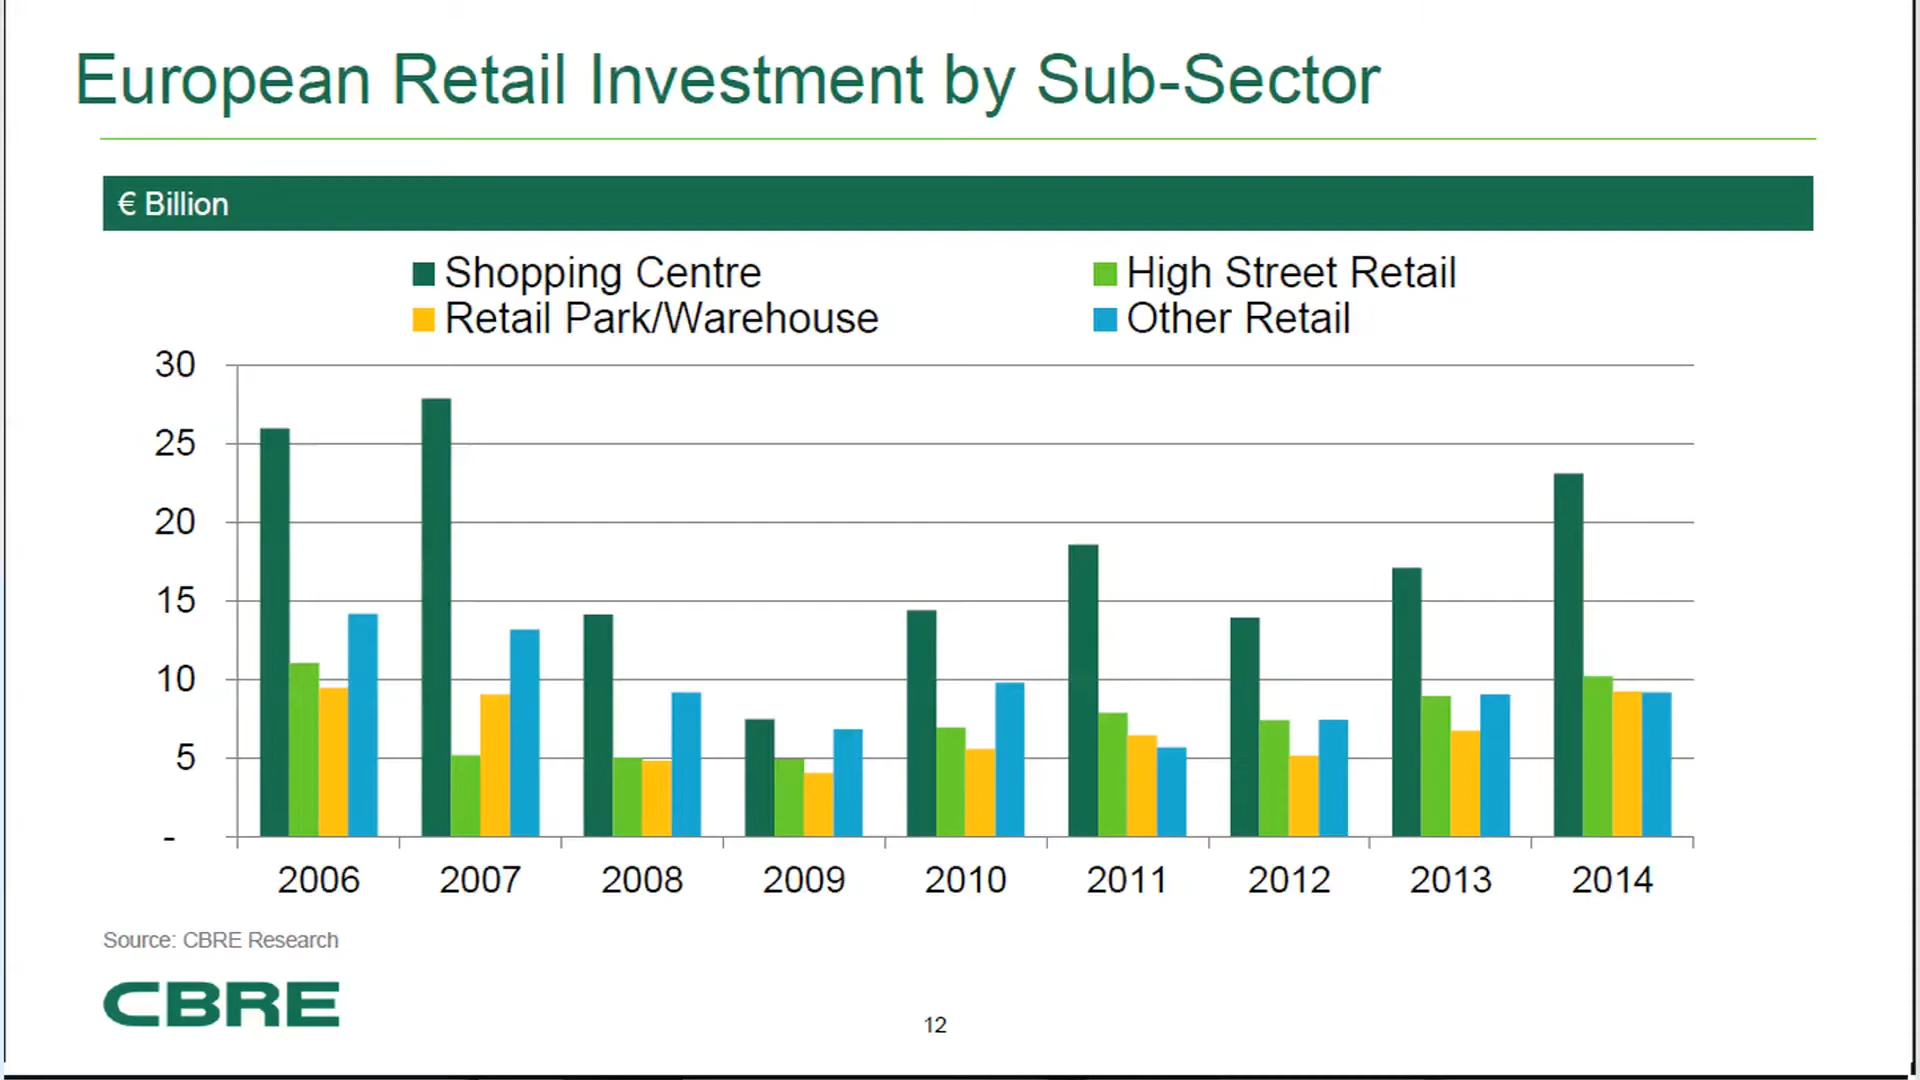 European Retail Investment by Sub-Sector
€ Billion
Shopping Centre
High Street Retail
Retail Park/Warehouse
Other Retail
30
25
20
15
10
5
-
2006 2007 2008 2009 2010 2011 2012 2013 2014
Source: CBRE Research
CBRE
12